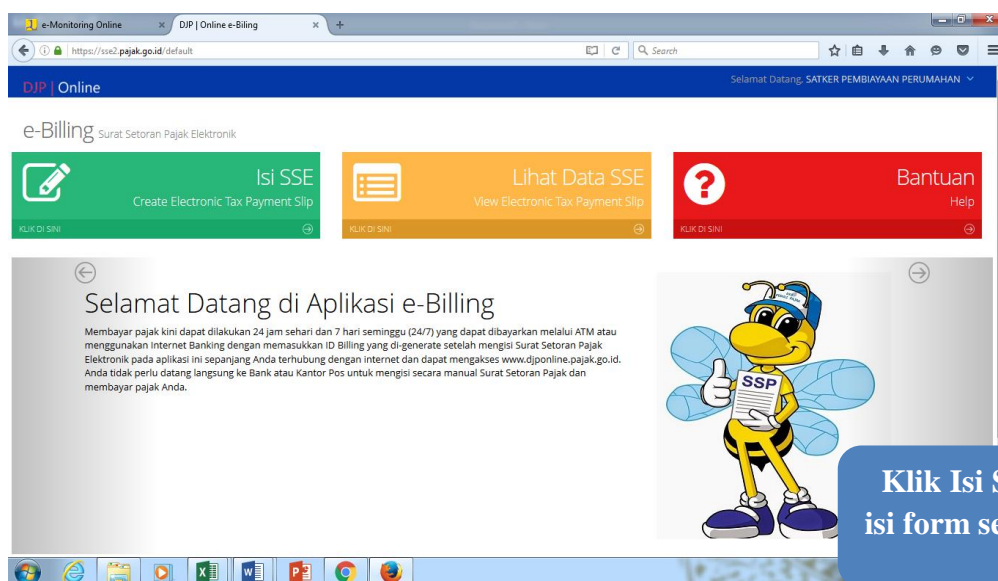 e-Monitoring Online × DJP | Online e-Biling × +
https://sse2.pajak.go.id/default Search
DJP | Online
Selamat Datang, SATKER PEMBIAYAAN PERUMAHAN
e-Billing Surat Setoran Pajak Elektronik
Isi SSE
Create Electronic Tax Payment Slip
KLIK DI SINI
Lihat Data SSE
View Electronic Tax Payment Slip
KLIK DI SINI
Bantuan
Help
KLIK DI SINI
Selamat Datang di Aplikasi e-Billing
Membayar pajak kini dapat dilakukan 24 jam sehari dan 7 hari seminggu (24/7) yang dapat dibayarkan melalui ATM atau
menggunakan Internet Banking dengan memasukkan ID Billing yang di-generate setelah mengisi Surat Setoran Pajak
Elektronik pada aplikasi ini sepanjang Anda terhubung dengan internet dan dapat mengakses www.djponline.pajak.go.id.
Anda tidak perlu datang langsung ke Bank atau Kantor Pos untuk mengisi secara manual Surat Setoran Pajak dan
membayar pajak Anda.
SSP
Klik Isi S
isi form se